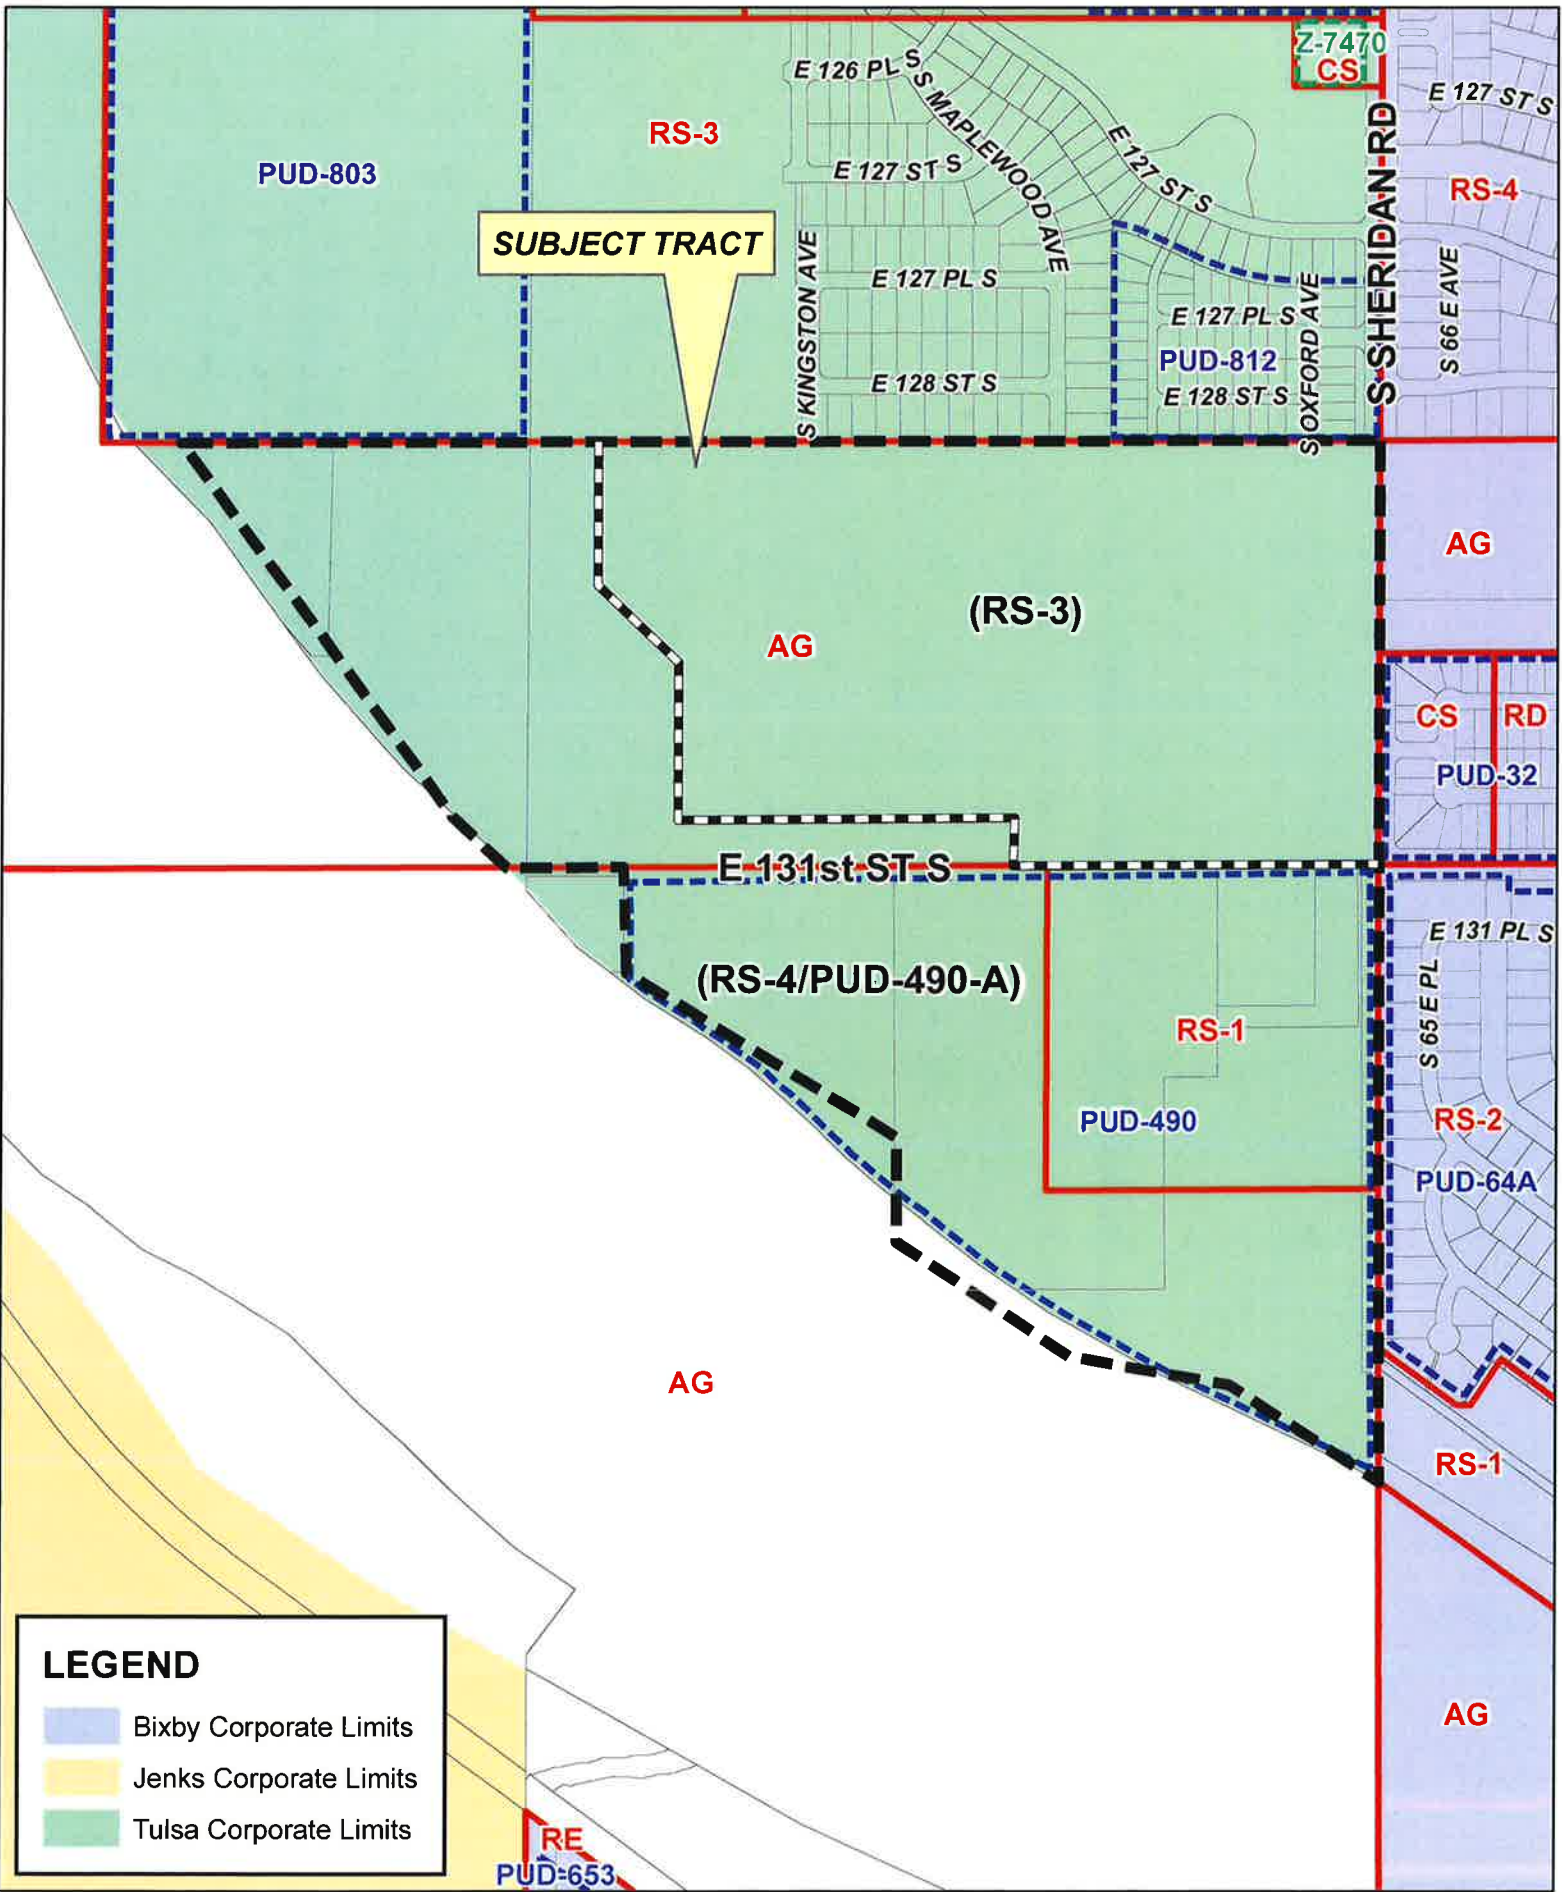 Z-7470
CS
E 126 PL S
S MAPLEWOOD AVE
E 127 ST S
RS-3
PUD-803
E 127 ST S
E 127 ST S
S SHERIDAN RD
RS-4
SUBJECT TRACT
S KINGSTON AVE
E 127 PL S
E 127 PL S
PUD-812
S OXFORD AVE
S 66 E AVE
E 128 ST S
E 128 ST S
AG
(RS-3)
AG
CS
RD
PUD-32
E 131st ST S
E 131 PL S
(RS-4/PUD-490-A)
RS-1
S 65 E PL
PUD-490
RS-2
PUD-64A
AG
RS-1
AG
LEGEND
Bixby Corporate Limits
Jenks Corporate Limits
Tulsa Corporate Limits
RE
PUD-653